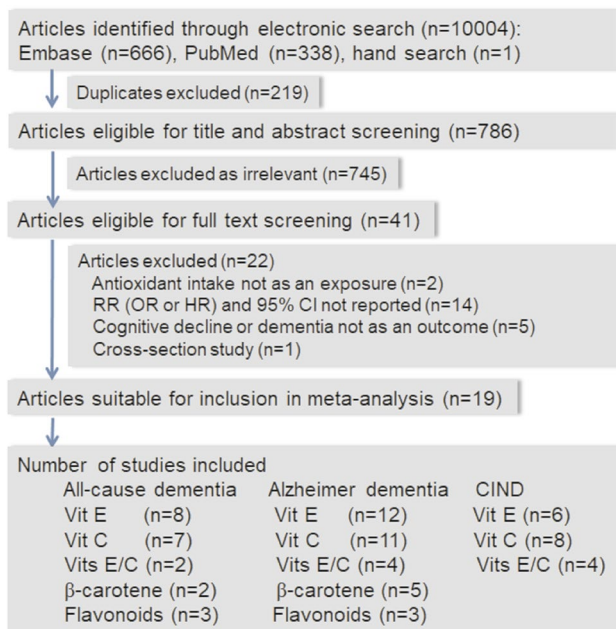 Articles identified through electronic search (n=10004):
Embase (n=666), PubMed (n=338), hand search (n=1)
Duplicates excluded (n=219)
Articles eligible for title and abstract screening (n=786)
Articles excluded as irrelevant (n=745)
Articles eligible for full text screening (n=41)
Articles excluded (n=22)
Antioxidant intake not as an exposure (n=2)
RR (OR or HR) and 95% CI not reported (n=14)
Cognitive decline or dementia not as an outcome (n=5)
Cross-section study (n=1)
Articles suitable for inclusion in meta-analysis (n=19)
Number of studies included
All-cause dementia Alzheimer dementia CIND
Vit E (n=8) Vit E (n=12) Vit E (n=6)
Vit C (n=7) Vit C (n=11) Vit C (n=8)
Vits E/C (n=2) Vits E/C (n=4) Vits E/C (n=4)
β-carotene (n=2) β-carotene (n=5)
Flavonoids (n=3) Flavonoids (n=3)